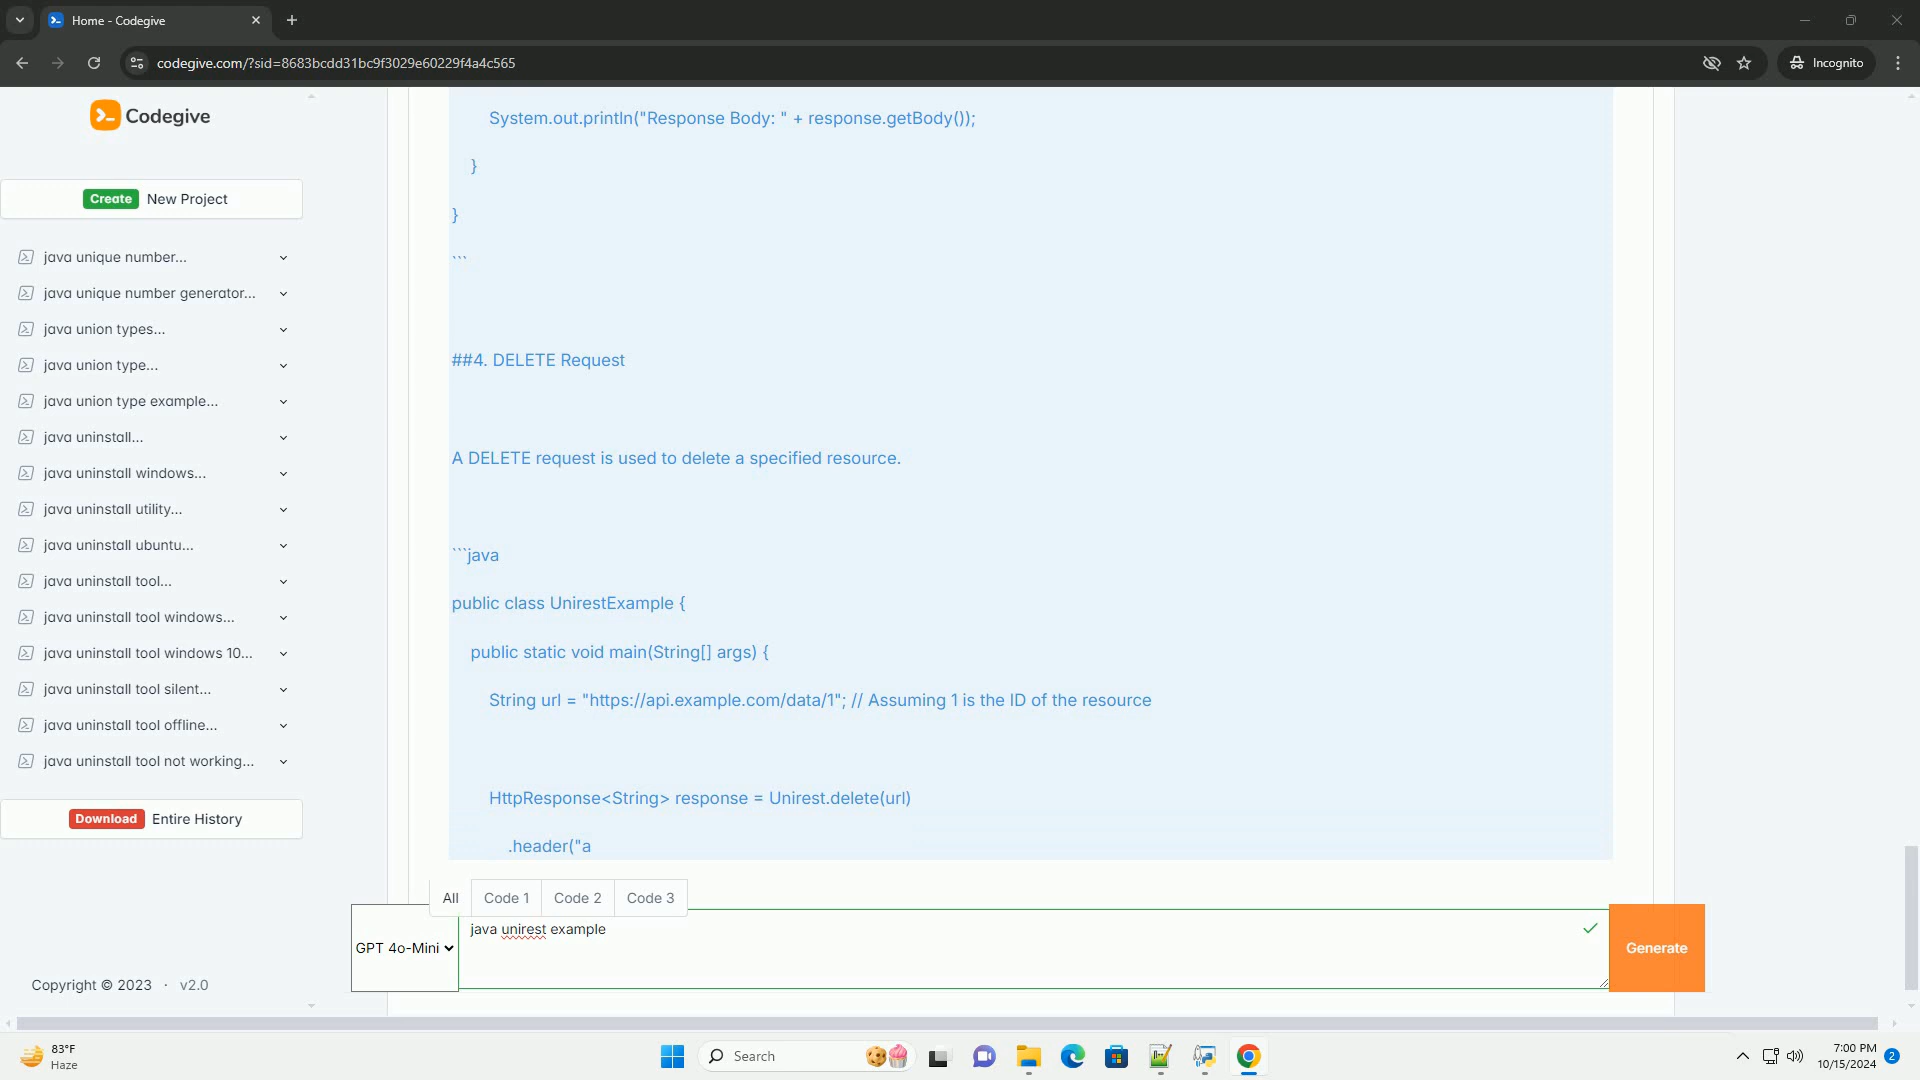 Home - Codegive
codegive.com/?sid=8683bcdd31bc9f3029e60229f4a4c565
Incognito
Codegive
Create New Project
java unique number...
java unique number generator...
java union types...
java union type...
java union type example...
java uninstall...
java uninstall windows...
java uninstall utility...
java uninstall ubuntu...
java uninstall tool...
java uninstall tool windows...
java uninstall tool windows 10...
java uninstall tool silent...
java uninstall tool offline...
java uninstall tool not working...
Download Entire History
Copyright © 2023 · v2.0
System.out.println("Response Body: " + response.getBody());
}
}
```
##4. DELETE Request
A DELETE request is used to delete a specified resource.
```java
public class UnirestExample {
public static void main(String[] args) {
String url = "https://api.example.com/data/1"; // Assuming 1 is the ID of the resource
HttpResponse<String> response = Unirest.delete(url)
.header("a
All Code 1 Code 2 Code 3
GPT 4o-Mini
java unirest example
Generate
83°F
Haze
Search
7:00 PM
10/15/2024
2